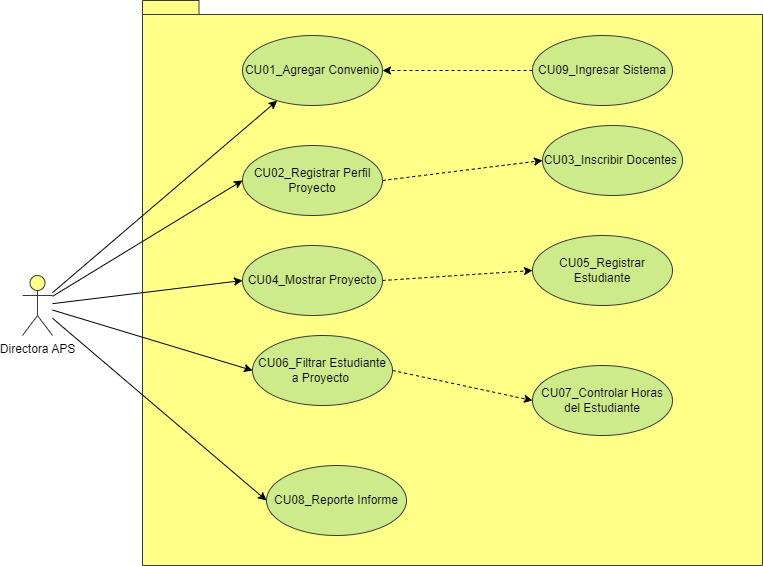 CU01_Agregar Convenio
CU09_Ingresar Sistema
CU02_Registrar Perfil
Proyecto
CU03_Inscribir Docentes
CU04_Mostrar Proyecto
CU05_Registrar
Estudiante
Directora APS
CU06_Filtrar Estudiante
a Proyecto
CU07_Controlar Horas
del Estudiante
CU08_Reporte Informe